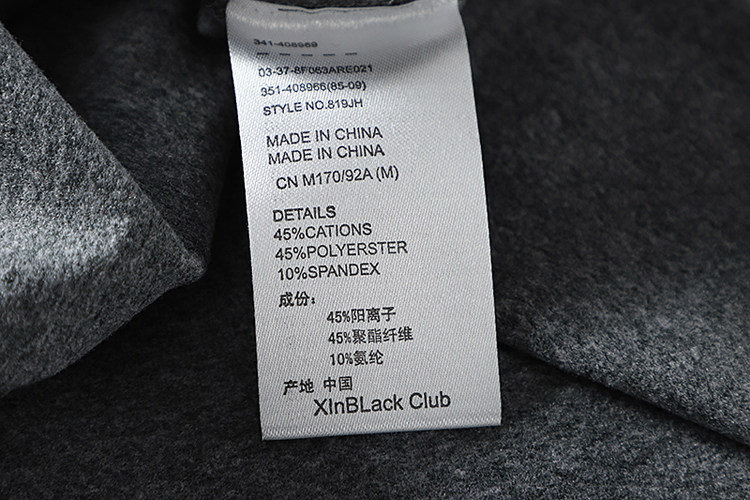 341-408989
03-37-8F063ARE021
351-408966(85-09)
STYLE NO.819JH
MADE IN CHINA
MADE IN CHINA
CN M170/92A (M)
DETAILS
45%CATIONS
45%POLYERSTER
10%SPANDEX
成份:
45%阳离子
45%聚酯纤维
10%氨纶
产地 中国
XInBLack Club